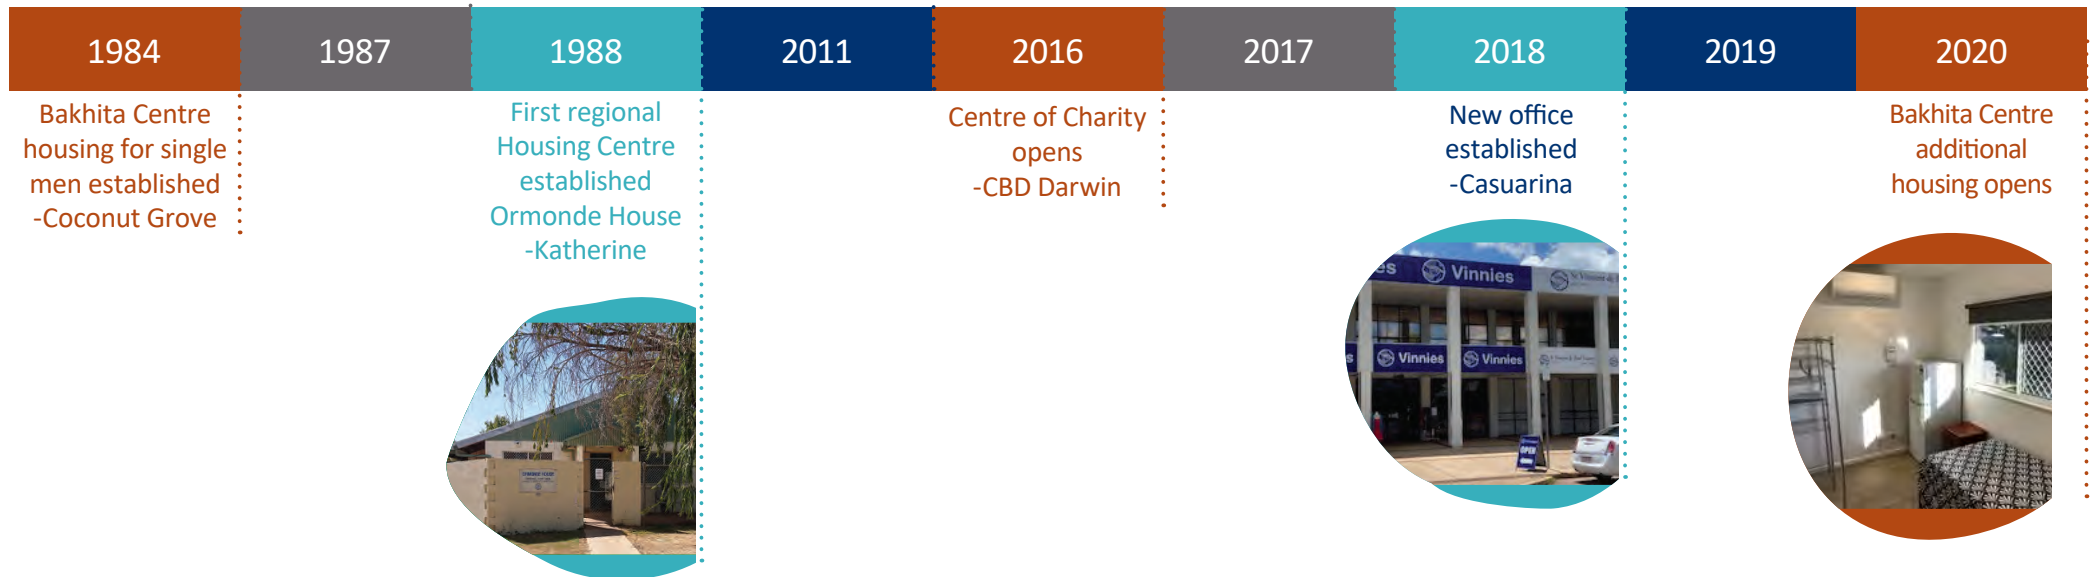 1984
1987
1988
2011
2016
2017
2018
2019
2020
Bakhita Centre
housing for single
men established
-Coconut Grove
First regional
Housing Centre
established
Ormonde House
-Katherine
Centre of Charity
opens
-CBD Darwin
New office
established
-Casuarina
Bakhita Centre
additional
housing opens
Vinnies
Vinnies
Vinnies
OPEN